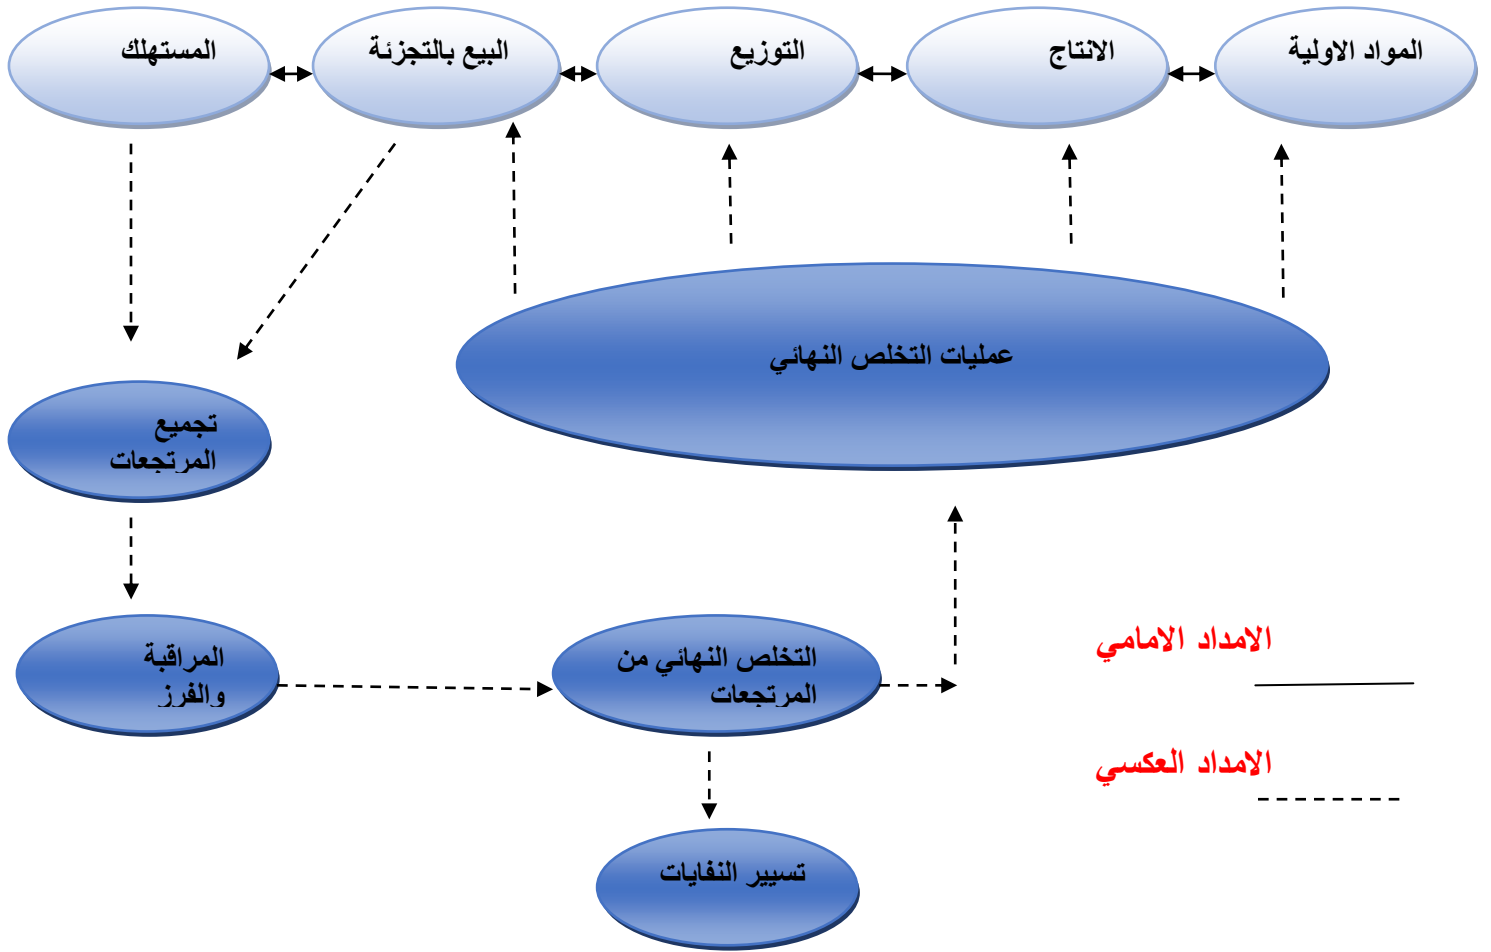 المواد الاولية
الانتاج
التوزيع
البيع بالتجزئة
المستهلك
عمليات التخلص النهائي
تجميع
المرتجعات
المراقبة
والفرز
التخلص النهائي من
المرتجعات
الامداد الامامي
الامداد العكسي
تسيير النفايات